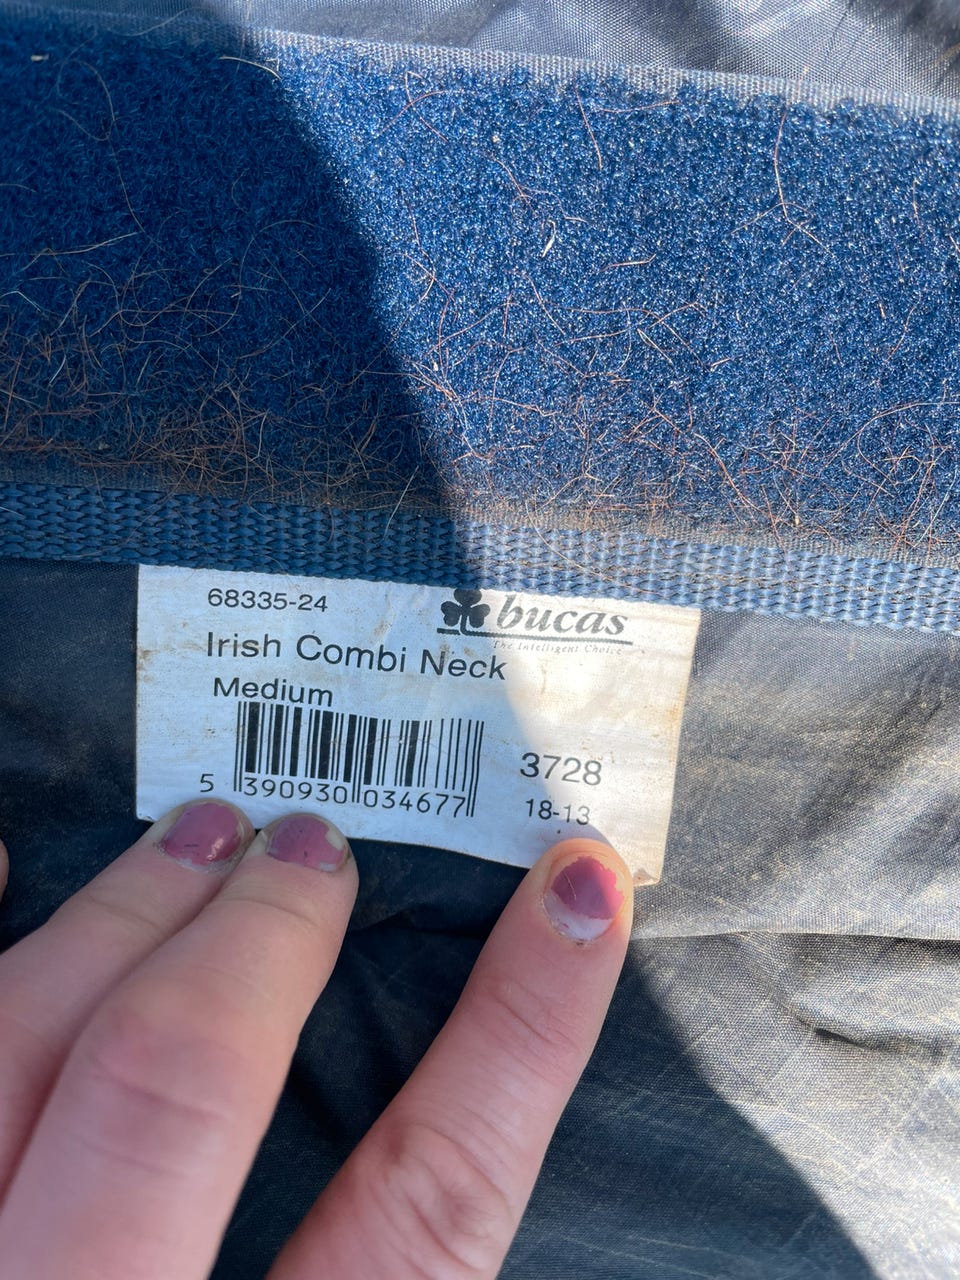 68335-24
bucas
The Intelligent Choice
Irish Combi Neck
Medium
5 390930 034677
3728
18-13